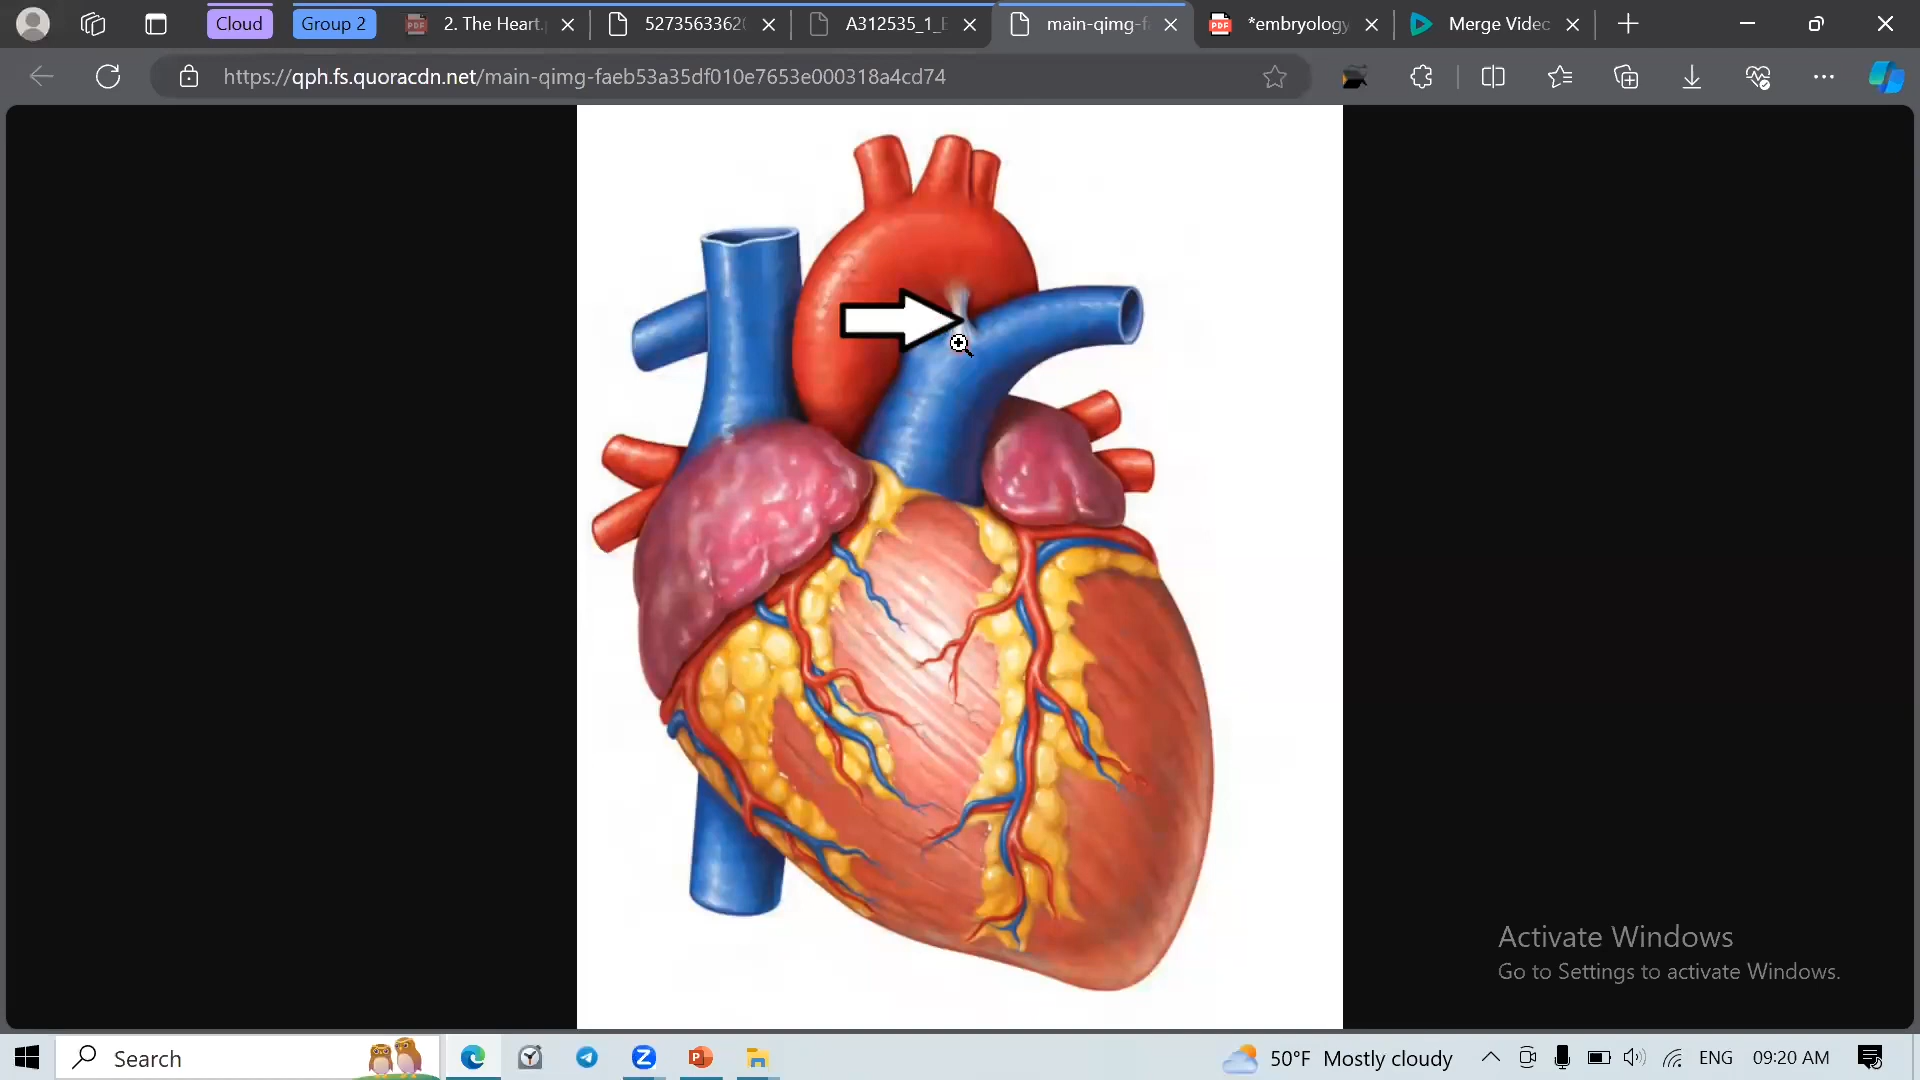 Cloud
Group 2
2. The Heart.
5273563362
A312535_1_E
main-qimg-f
*embryology
Merge Videc
https://qph.fs.quoracdn.net/main-qimg-faeb53a35df010e7653e000318a4cd74
Activate Windows
Go to Settings to activate Windows.
Search
50°F Mostly cloudy
ENG
09:20 AM